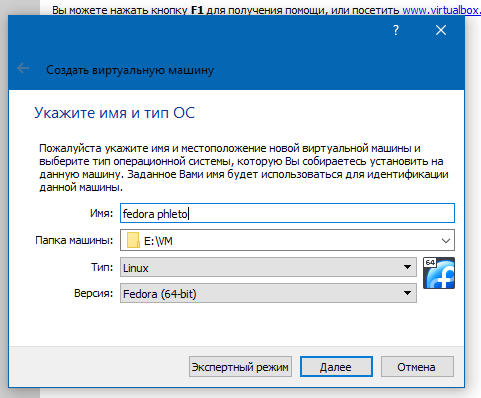 Вы можете нажать кнопку F1 для получения помощи, или посетить www.virtualbox.
?
Создать виртуальную машину
Укажите имя и тип ОС
Пожалуйста укажите имя и местоположение новой виртуальной машины и
выберите тип операционной системы, которую Вы собираетесь установить на
данную машину. Заданное Вами имя будет использоваться для идентификации
данной машины.
Имя: fedora phleto
Папка машины: E:\VM
Тип: Linux
64
Версия: Fedora (64-bit)
Экспертный режим Далее Отмена